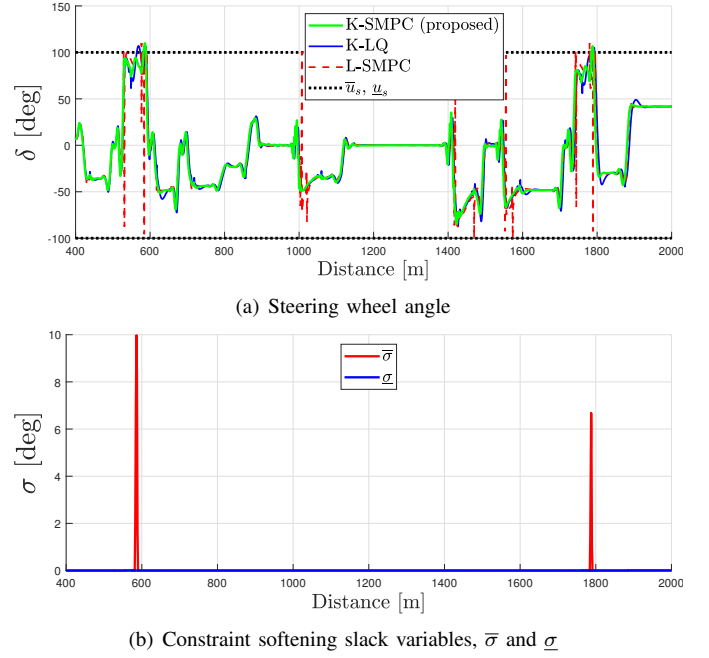 K-SMPC (proposed)
K-LQ
L-SMPC
u̅ₛ, u̲ₛ
150
100
50
0
-50
-100
δ [deg]
400 600 800 1000 1200 1400 1600 1800 2000
Distance [m]
(a) Steering wheel angle
σ̅
σ̲
10
8
6
4
2
0
σ [deg]
400 600 800 1000 1200 1400 1600 1800 2000
Distance [m]
(b) Constraint softening slack variables, σ̅ and σ̲